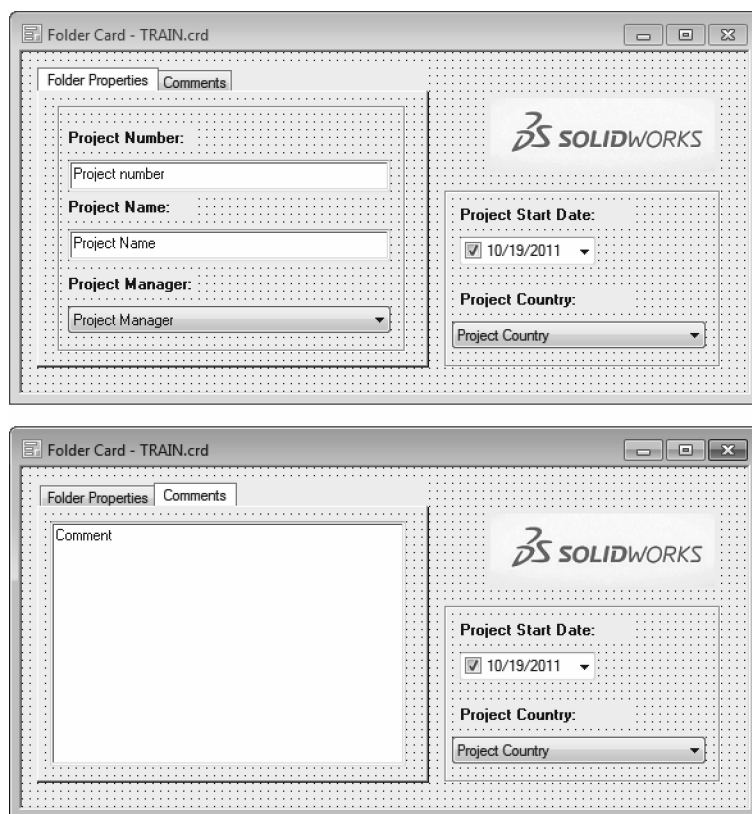 Folder Card - TRAIN.crd
Folder Properties Comments
Project Number:
Project number
Project Name:
Project Name
Project Manager:
Project Manager
DS SOLIDWORKS
Project Start Date:
10/19/2011
Project Country:
Project Country
Folder Card - TRAIN.crd
Folder Properties Comments
Comment
DS SOLIDWORKS
Project Start Date:
10/19/2011
Project Country:
Project Country